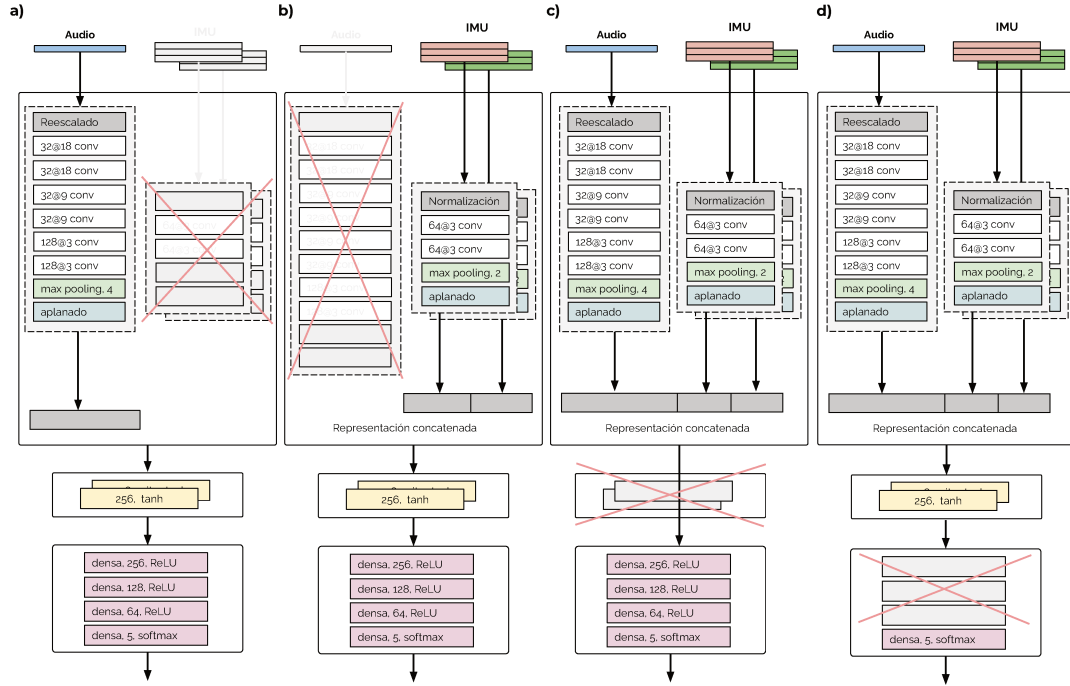 a)
Audio
IMU
Reescalado
32@18 conv
32@18 conv
32@9 conv
32@9 conv
128@3 conv
128@3 conv
max pooling, 4
aplanado
256, tanh
densa, 256, ReLU
densa, 128, ReLU
densa, 64, ReLU
densa, 5, softmax
b)
Audio
IMU
Normalización
64@3 conv
64@3 conv
max pooling, 2
aplanado
Representación concatenada
256, tanh
densa, 256, ReLU
densa, 128, ReLU
densa, 64, ReLU
densa, 5, softmax
c)
Audio
IMU
Reescalado
32@18 conv
32@18 conv
32@9 conv
32@9 conv
128@3 conv
128@3 conv
max pooling, 4
aplanado
Normalización
64@3 conv
64@3 conv
max pooling, 2
aplanado
Representación concatenada
densa, 256, ReLU
densa, 128, ReLU
densa, 64, ReLU
densa, 5, softmax
d)
Audio
IMU
Reescalado
32@18 conv
32@18 conv
32@9 conv
32@9 conv
128@3 conv
128@3 conv
max pooling, 4
aplanado
Normalización
64@3 conv
64@3 conv
max pooling, 2
aplanado
Representación concatenada
256, tanh
densa, 5, softmax